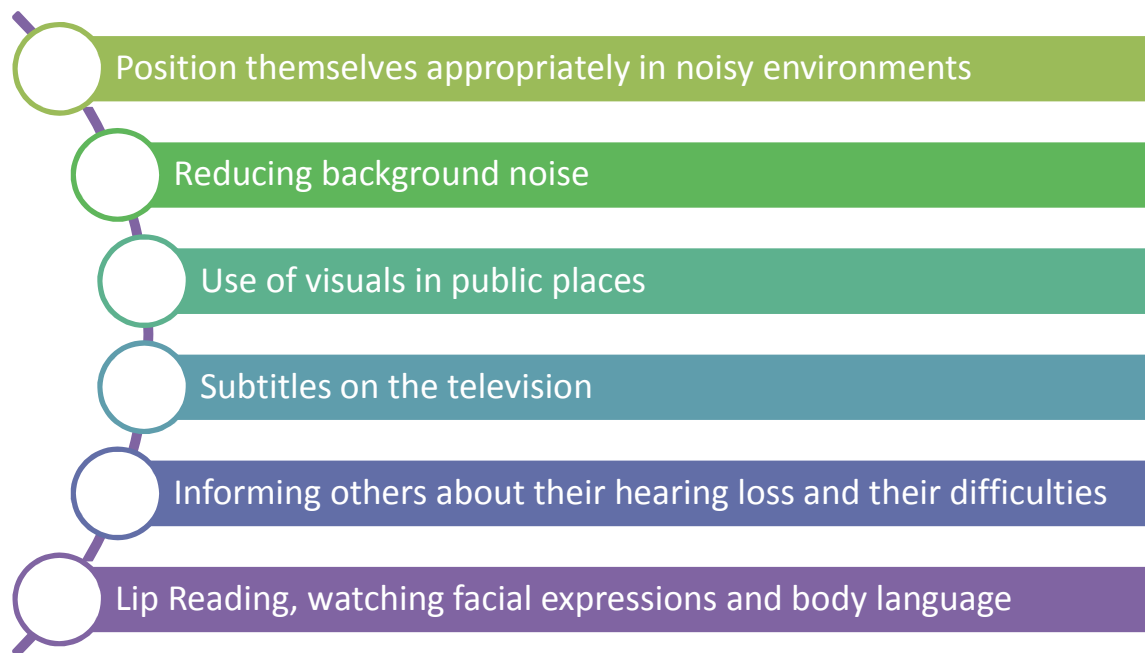 Position themselves appropriately in noisy environments
Reducing background noise
Use of visuals in public places
Subtitles on the television
Informing others about their hearing loss and their difficulties
Lip Reading, watching facial expressions and body language